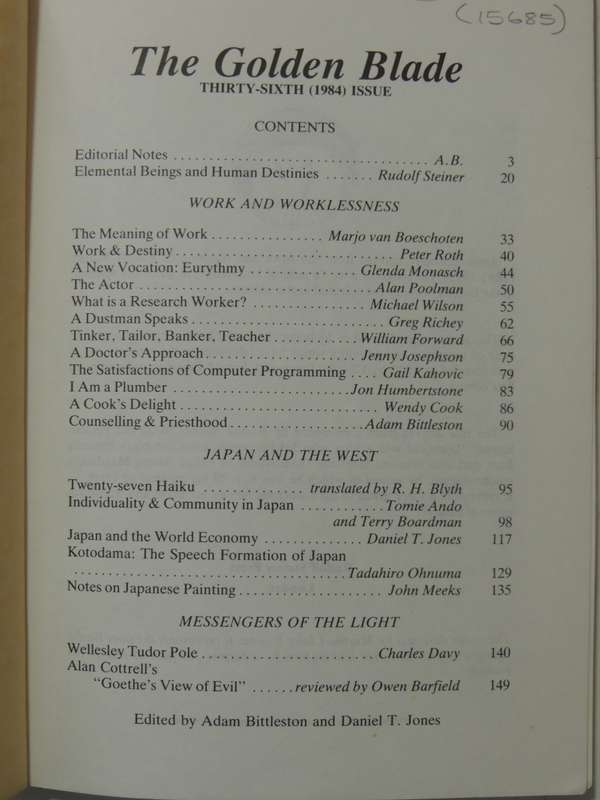 (15685)
The Golden Blade
THIRTY-SIXTH (1984) ISSUE
CONTENTS
Editorial Notes .................................... A.B. 3
Elemental Beings and Human Destinies ....... Rudolf Steiner 20
WORK AND WORKLESSNESS
The Meaning of Work ................ Marjo van Boeschoten 33
Work & Destiny ................................ Peter Roth 40
A New Vocation: Eurythmy ............... Glenda Monasch 44
The Actor .................................. Alan Poolman 50
What is a Research Worker? ................ Michael Wilson 55
A Dustman Speaks ............................ Greg Richey 62
Tinker, Tailor, Banker, Teacher ............. William Forward 66
A Doctor's Approach ...................... Jenny Josephson 75
The Satisfactions of Computer Programming .... Gail Kahovic 79
I Am a Plumber ......................... Jon Humbertstone 83
A Cook's Delight ............................ Wendy Cook 86
Counselling & Priesthood ................... Adam Bittleston 90
JAPAN AND THE WEST
Twenty-seven Haiku .............. translated by R. H. Blyth 95
Individuality & Community in Japan ............ Tomie Ando
and Terry Boardman 98
Japan and the World Economy .............. Daniel T. Jones 117
Kotodama: The Speech Formation of Japan
...................................... Tadahiro Ohnuma 129
Notes on Japanese Painting .................... John Meeks 135
MESSENGERS OF THE LIGHT
Wellesley Tudor Pole ........................ Charles Davy 140
Alan Cottrell's
"Goethe's View of Evil" ...... reviewed by Owen Barfield 149
Edited by Adam Bittleston and Daniel T. Jones